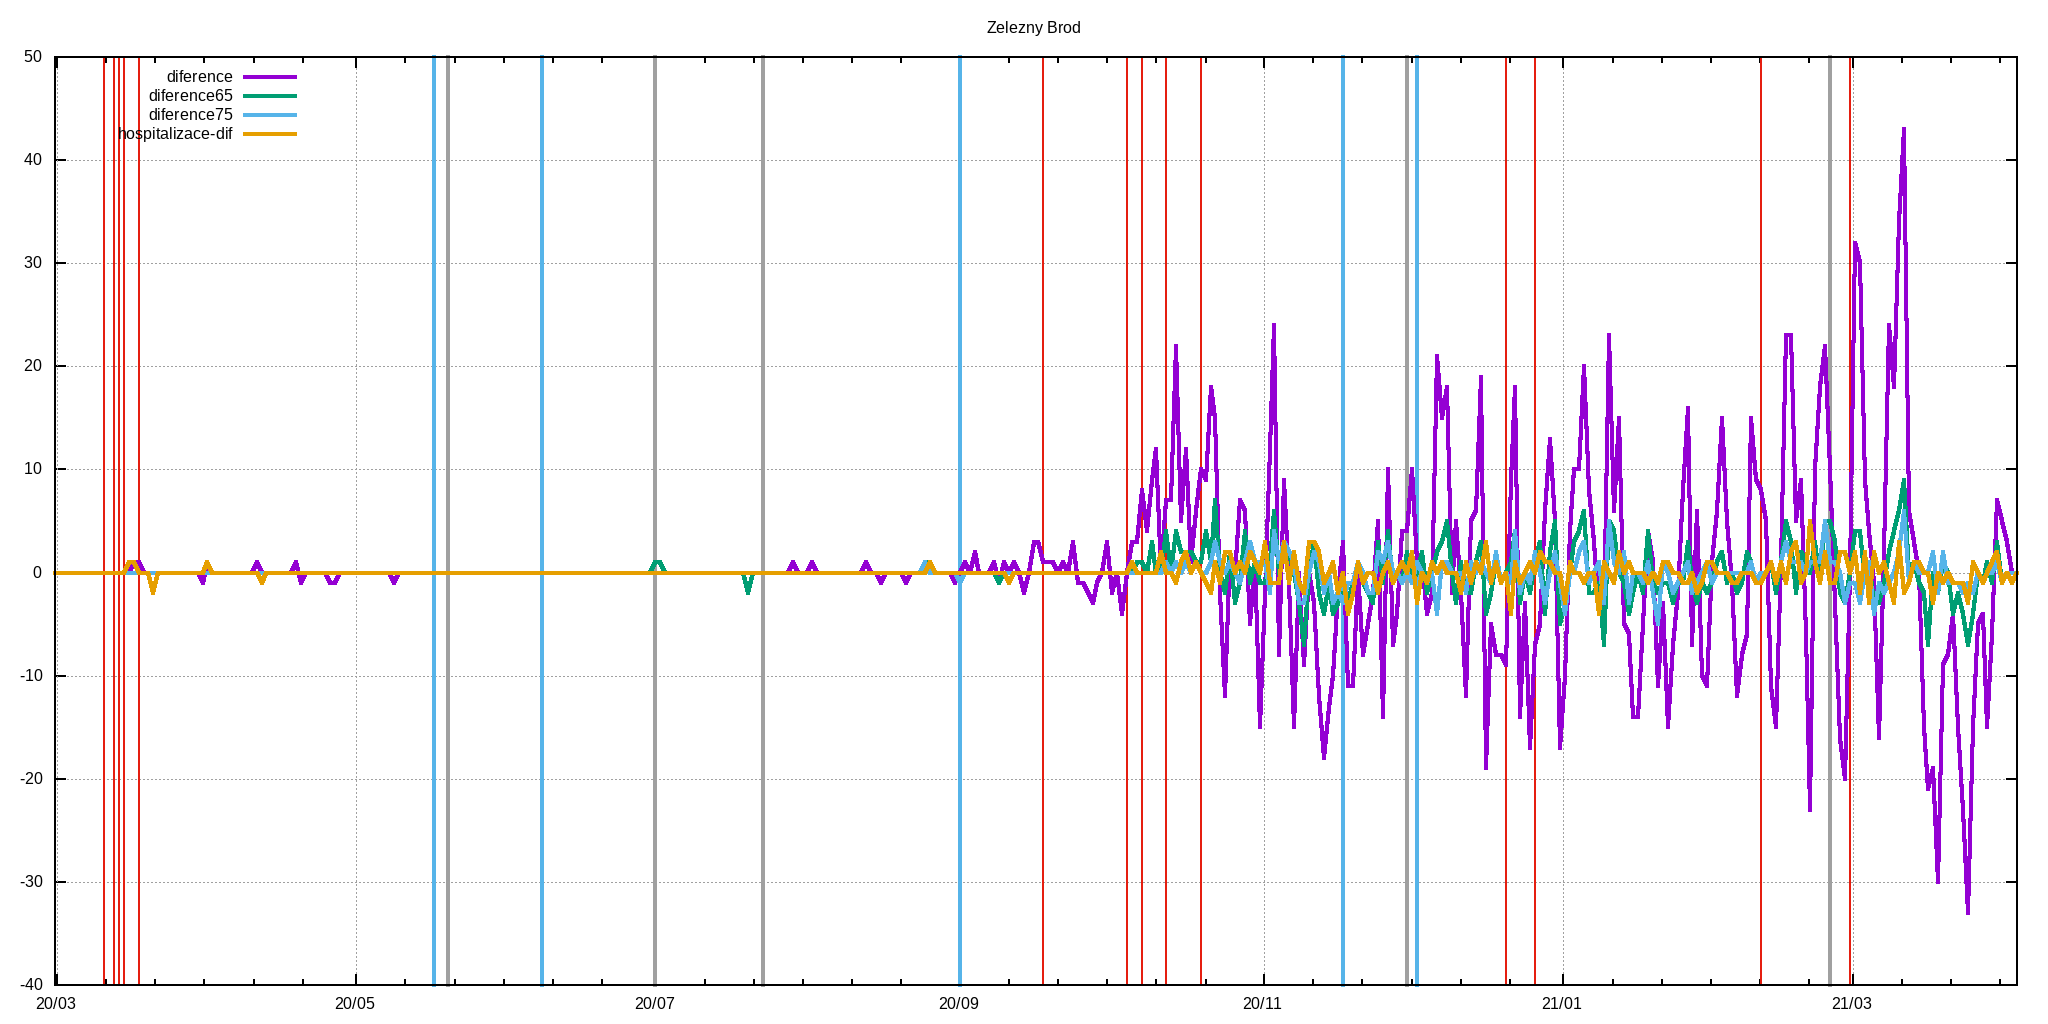 Zelezny Brod
diference
diference65
diference75
hospitalizace-dif
50
40
30
20
10
0
-10
-20
-30
-40
20/03 20/05 20/07 20/09 20/11 21/01 21/03